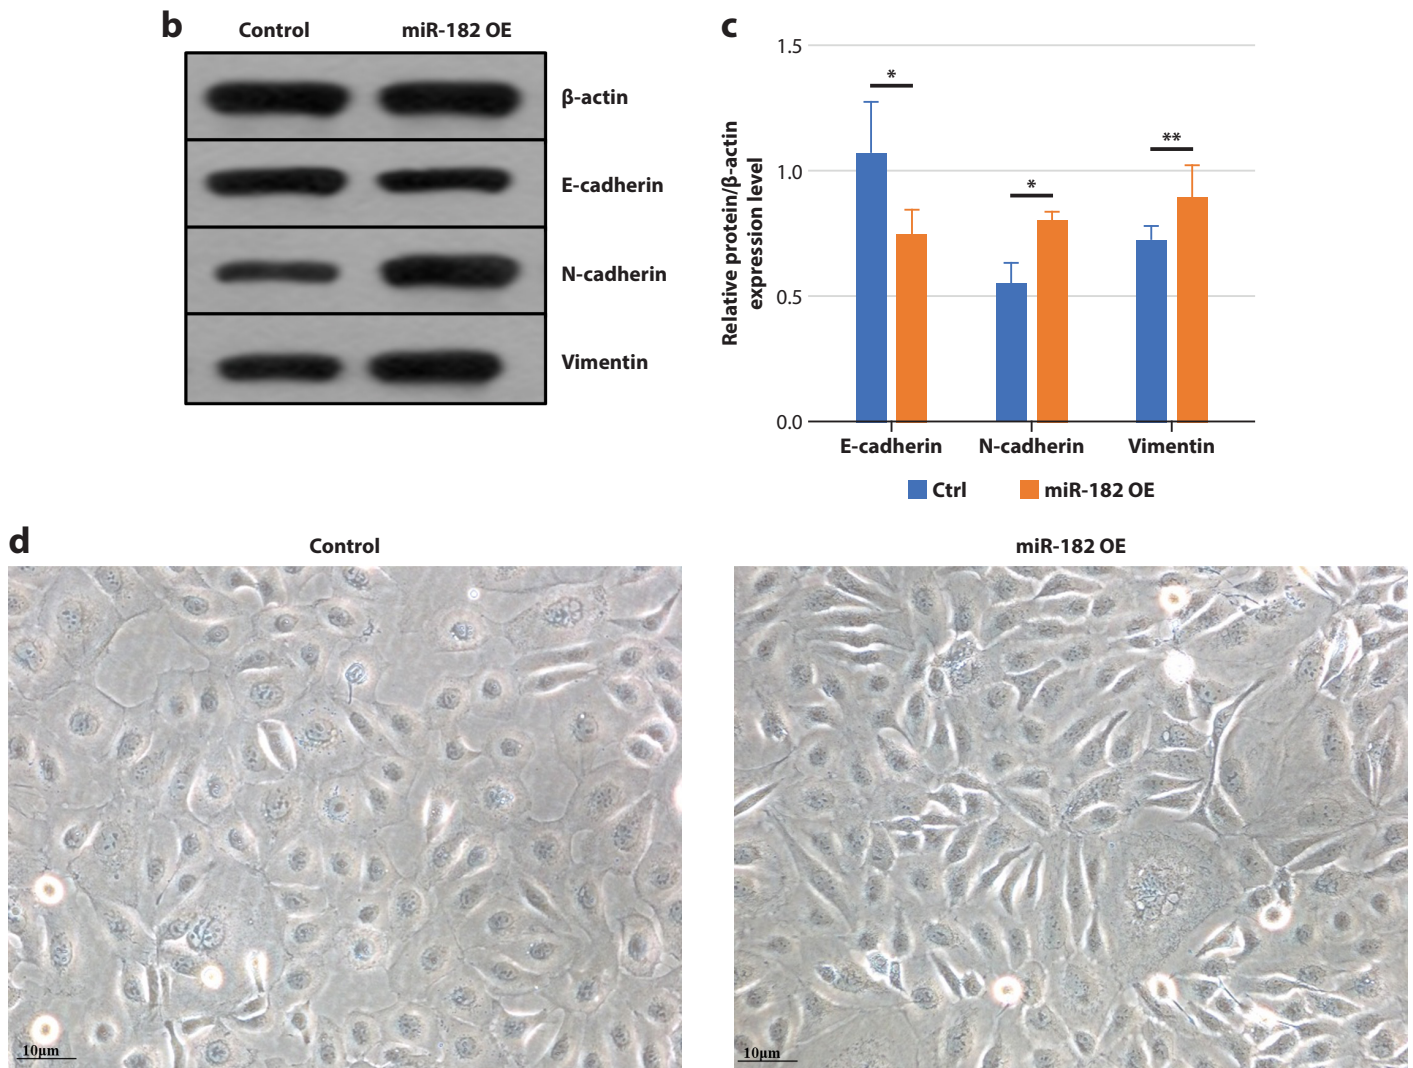 b
Control miR-182 OE
β-actin
E-cadherin
N-cadherin
Vimentin
c
Relative protein/β-actin
expression level
1.5
1.0
0.5
0.0
*
*
**
E-cadherin N-cadherin Vimentin
Ctrl miR-182 OE
d
Control miR-182 OE
10μm
10μm